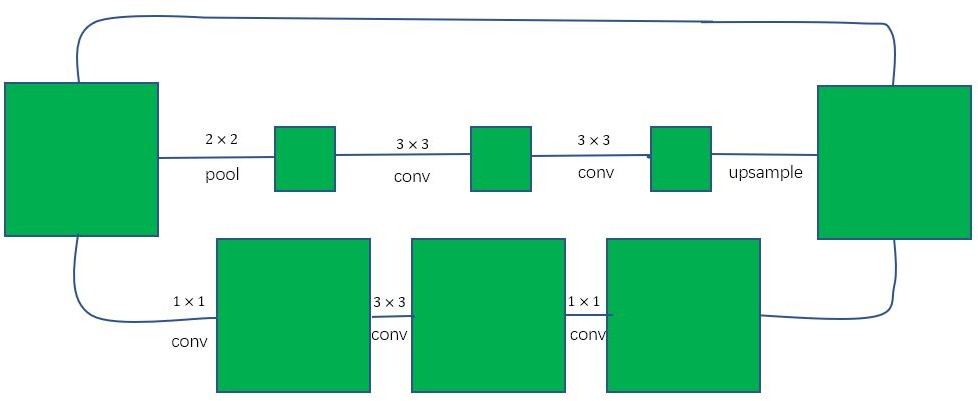 2 × 2
pool
3 × 3
conv
3 × 3
conv
upsample
1 × 1
conv
3 × 3
conv
1 × 1
conv